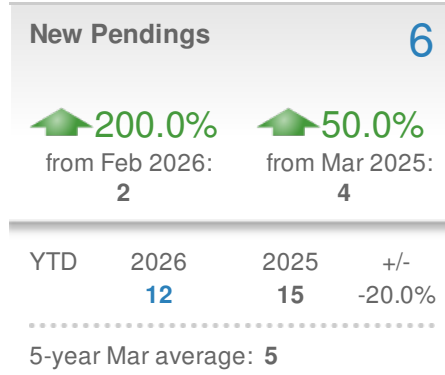 New Pendings 6
200.0% 50.0%
from Feb 2026: from Mar 2025:
2 4
YTD 2026 2025 +/-
12 15 -20.0%
5-year Mar average: 5